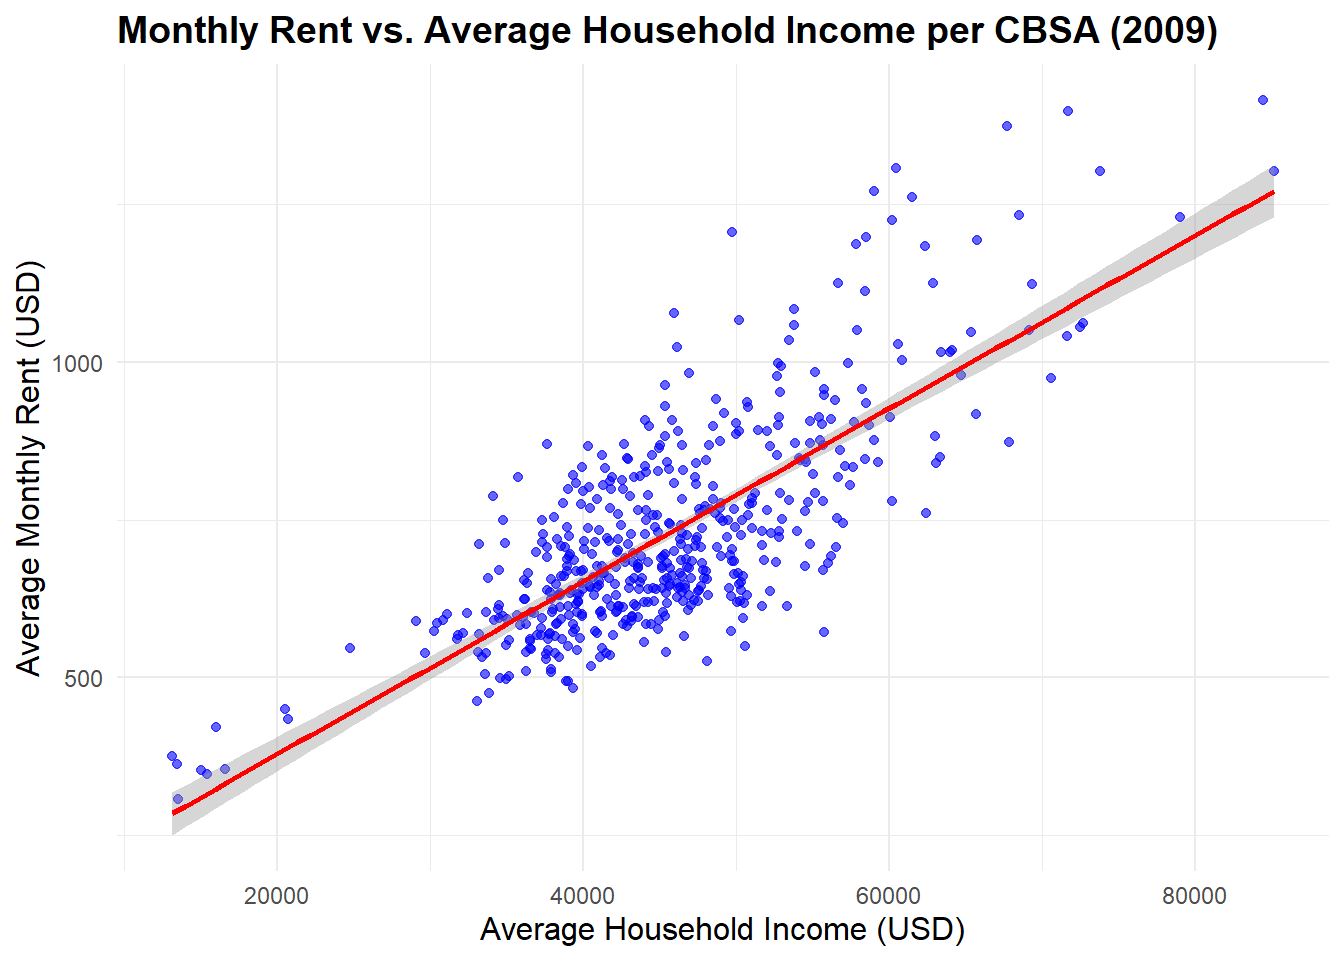 Monthly Rent vs. Average Household Income per CBSA (2009)
Average Monthly Rent (USD)
1000
500
20000 40000 60000 80000
Average Household Income (USD)